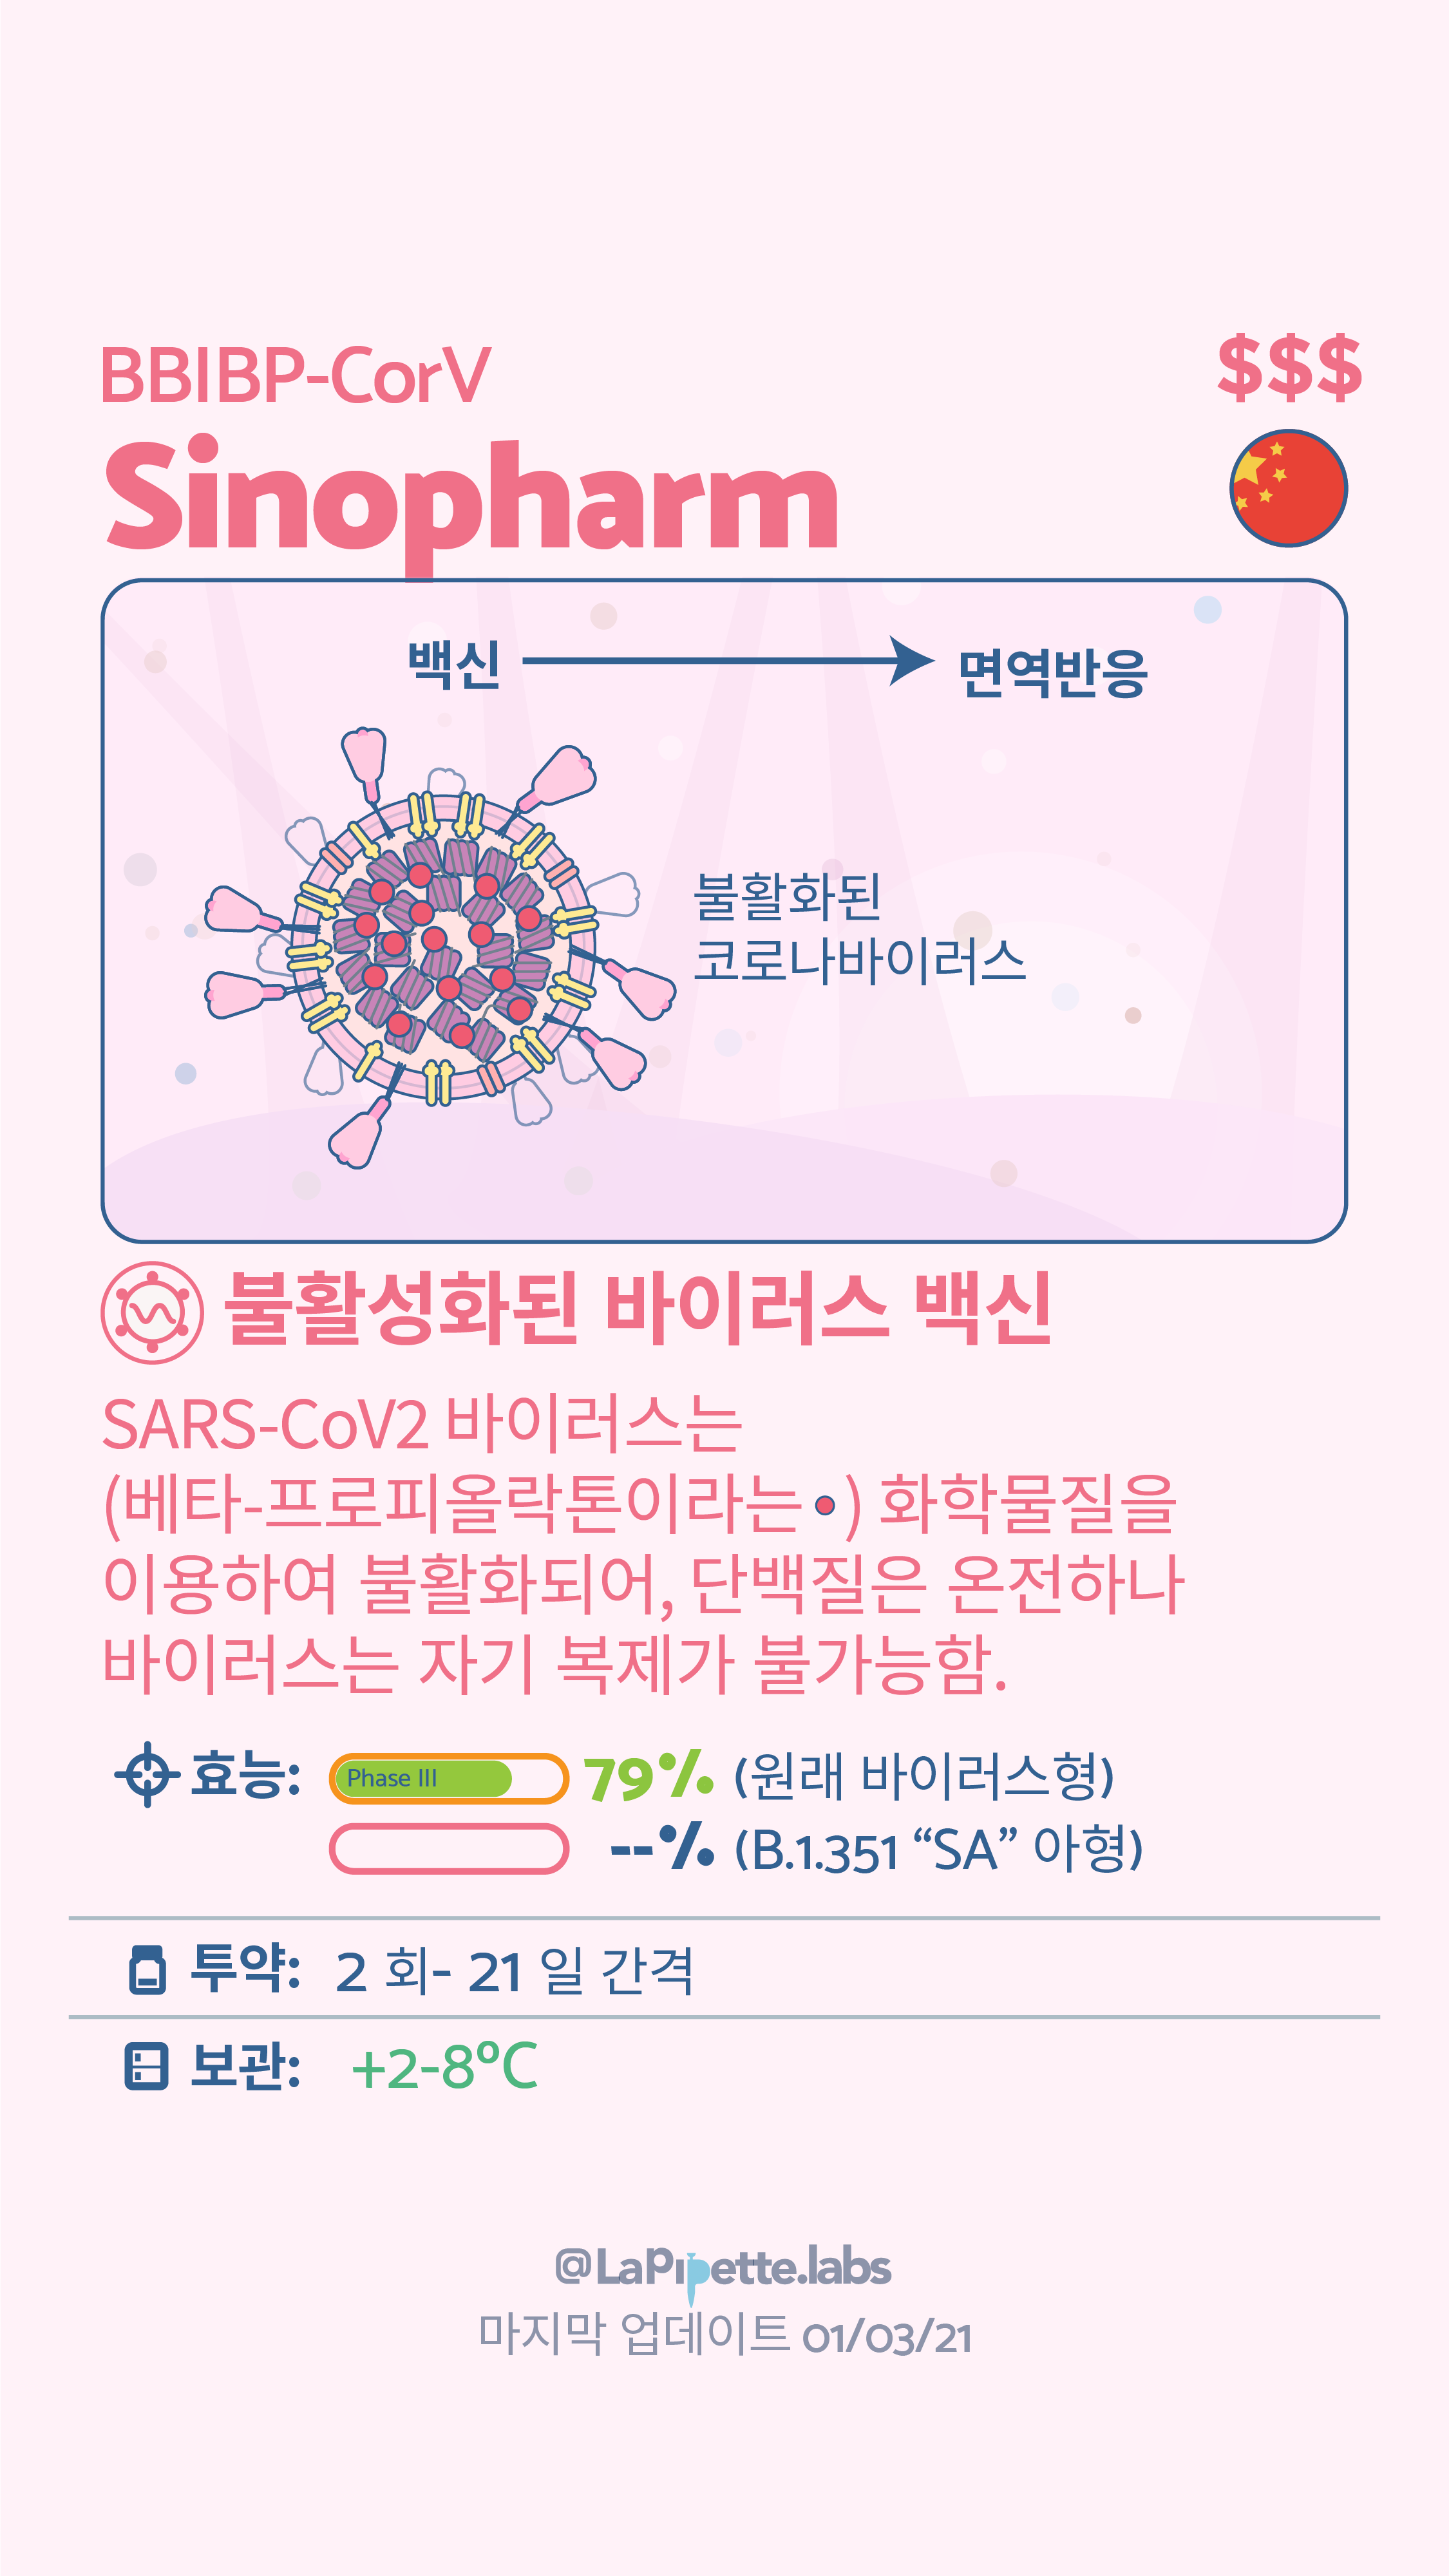 BBIBP-CorV
$$$
Sinopharm
백신
면역반응
불활화된
코로나바이러스
불활성화된 바이러스 백신
SARS-CoV2 바이러스는
(베타-프로피올락톤이라는 ) 화학물질을
이용하여 불활화되어, 단백질은 온전하나
바이러스는 자기 복제가 불가능함.
효능: Phase III 79% (원래 바이러스형)
--% (B.1.351 “SA” 아형)
투약: 2 회- 21 일 간격
보관: +2-8ºC
@LaPipette.labs
마지막 업데이트 01/03/21